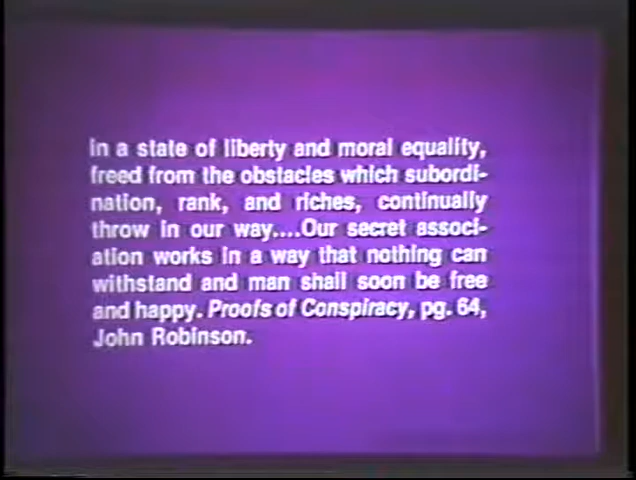 in a state of liberty and moral equality,
freed from the obstacles which subordi-
nation, rank, and riches, continually
throw in our way....Our secret associ-
ation works in a way that nothing can
withstand and man shall soon be free
and happy. Proofs of Conspiracy, pg. 64,
John Robinson.